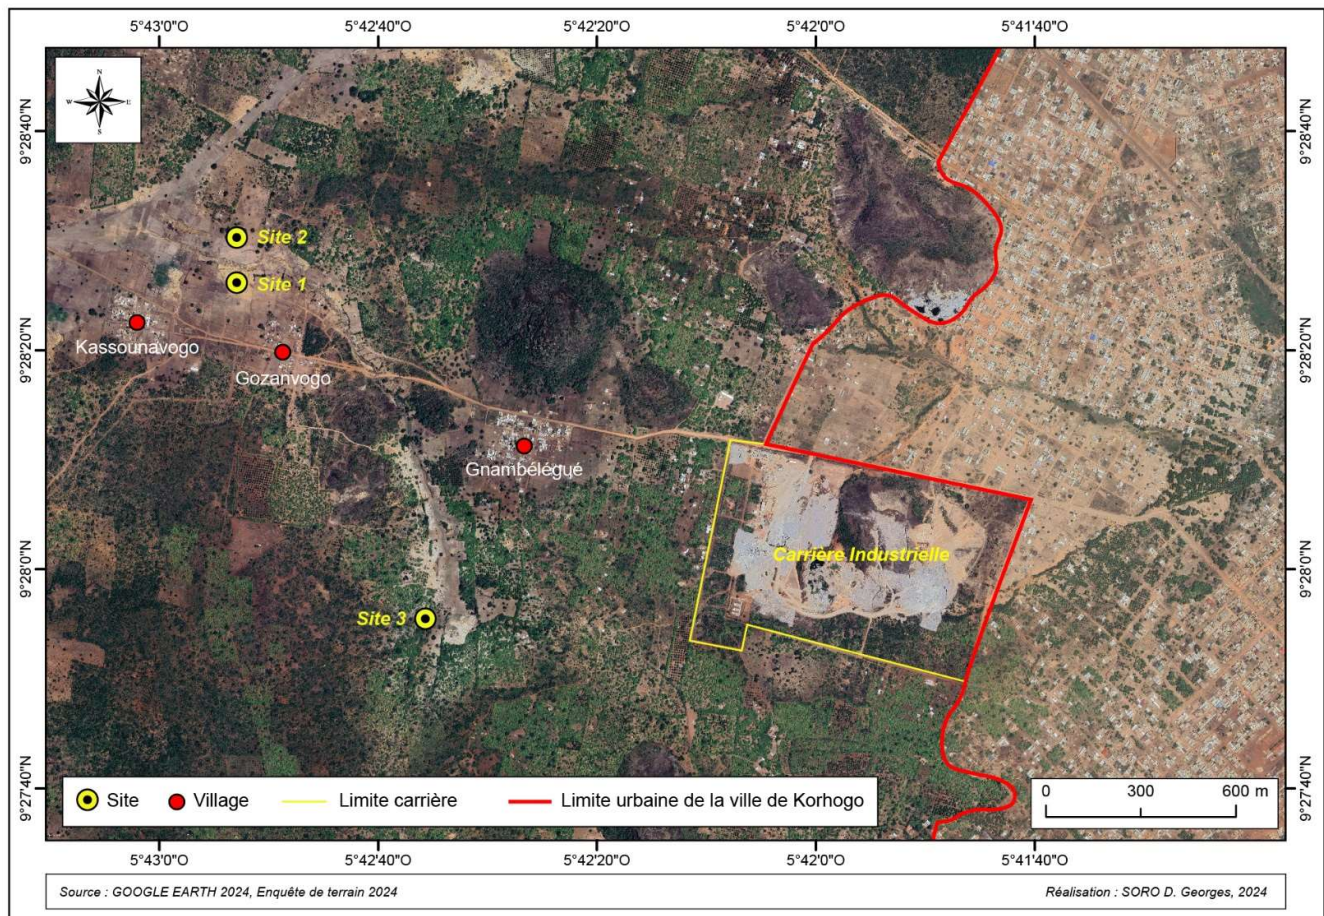 5°43'0"O 5°42'40"O 5°42'20"O 5°42'0"O 5°41'40"O
N
W E
S
9°28'40"N 9°28'40"N
Site 2
Site 1
Kassounavogo
9°28'20"N 9°28'20"N
Gozanvogo
Gnambélégué
Carrière Industrielle
9°28'0"N 9°28'0"N
Site 3
9°27'40"N 9°27'40"N
Site Village Limite carrière Limite urbaine de la ville de Korhogo
0 300 600 m
5°43'0"O 5°42'40"O 5°42'20"O 5°42'0"O 5°41'40"O
Source : GOOGLE EARTH 2024, Enquête de terrain 2024 Réalisation : SORO D. Georges, 2024